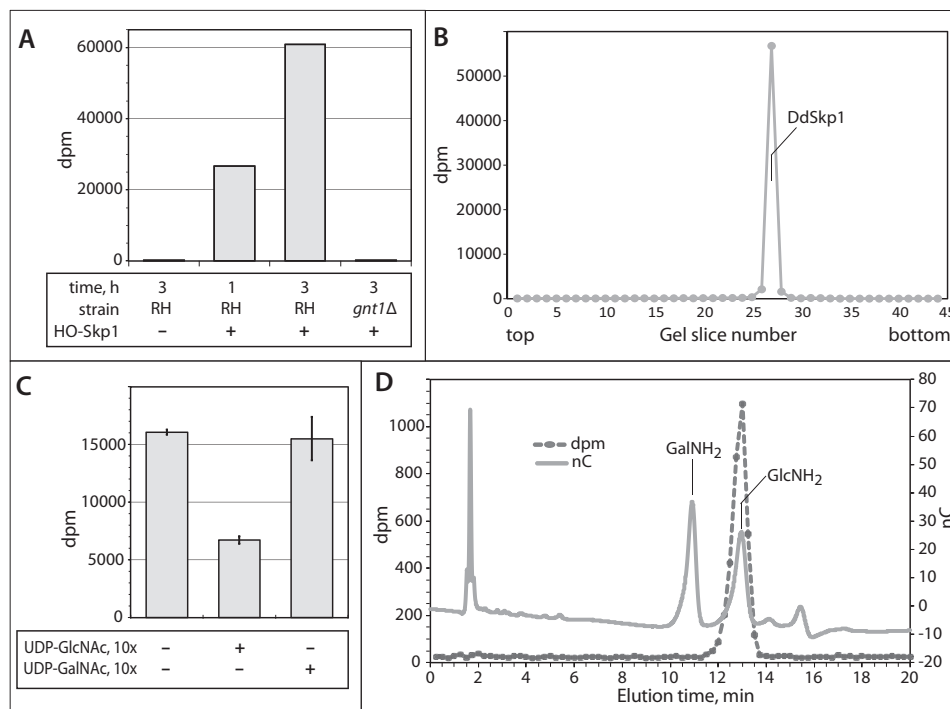 A
dpm
60000
40000
20000
0
time, h 3 1 3 3
strain RH RH RH gnt1Δ
HO-Skp1 – + + +
B
dpm
50000
40000
30000
20000
10000
0
DdSkp1
0 5 10 15 20 25 30 35 40 45
top Gel slice number bottom
C
dpm
15000
10000
5000
0
UDP-GlcNAc, 10x – + –
UDP-GalNAc, 10x – – +
D
dpm
1000
800
600
400
200
0
dpm
nC
GalNH2
GlcNH2
80
70
60
50
40
30
20
10
0
-10
-20
nC
0 2 4 6 8 10 12 14 16 18 20
Elution time, min